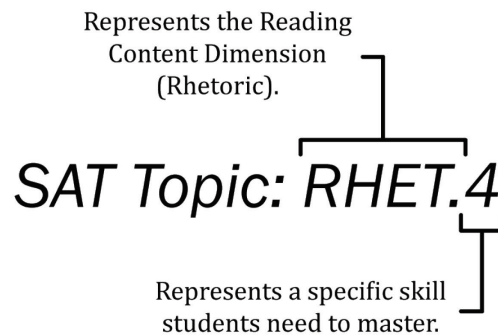 Represents the Reading
Content Dimension
(Rhetoric).
SAT Topic: RHET.4
Represents a specific skill
students need to master.